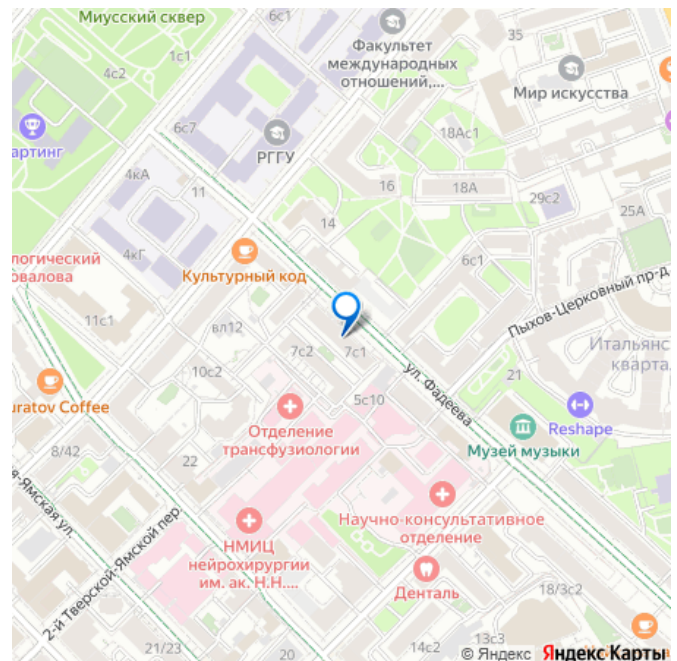 Миусский сквер
6с1
35
1с1
Факультет
международных
отношений,...
4с2
Мир искусства
6с7
артинг
РГГУ
18Ас1
4кА
11
16
18А
29с2
14
25А
4кГ
6с1
ологический
овалова
Культурный код
Пыхов-Церковный пр-д
11с1
вл12
Итальянс
кварта
7с2
7с1
10с2
ул. Фадеева
21
5с10
Reshape
uratov Coffee
Отделение
трансфузиологии
Музей музыки
8/42
22
я-Ямская ул.
Научно-консультативное
отделение
НМИЦ
нейрохирургии
им. ак. Н.Н....
2-й Тверской-Ямской пер.
Денталь
18/3с2
13с3
21/23
20
14с2
© Яндекс Яндекс Карты